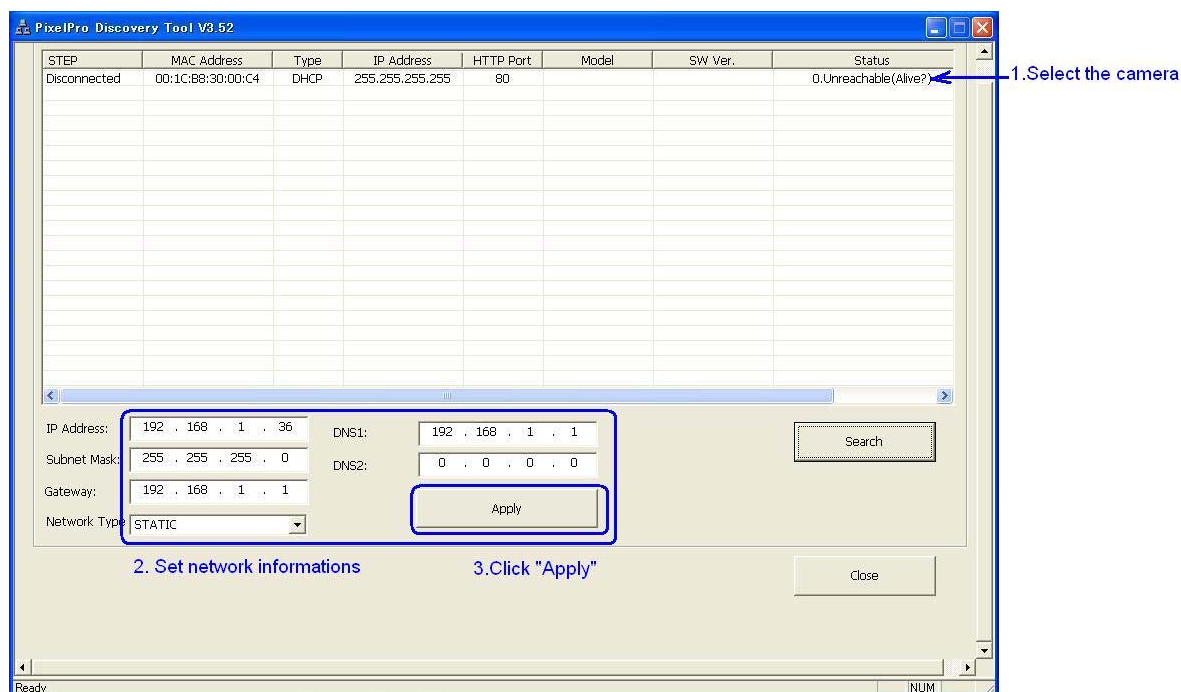 PixelPro Discovery Tool V3.52
STEP MAC Address Type IP Address HTTP Port Model SW Ver. Status
Disconnected 00:1C:B8:30:00:C4 DHCP 255.255.255.255 80 0.Unreachable(Alive?)
1.Select the camera
IP Address: 192 . 168 . 1 . 36 DNS1: 192 . 168 . 1 . 1
Search
Subnet Mask: 255 . 255 . 255 . 0 DNS2: 0 . 0 . 0 . 0
Gateway: 192 . 168 . 1 . 1
Apply
Network Type STATIC
2. Set network informations
3.Click "Apply"
Close
Ready NUM